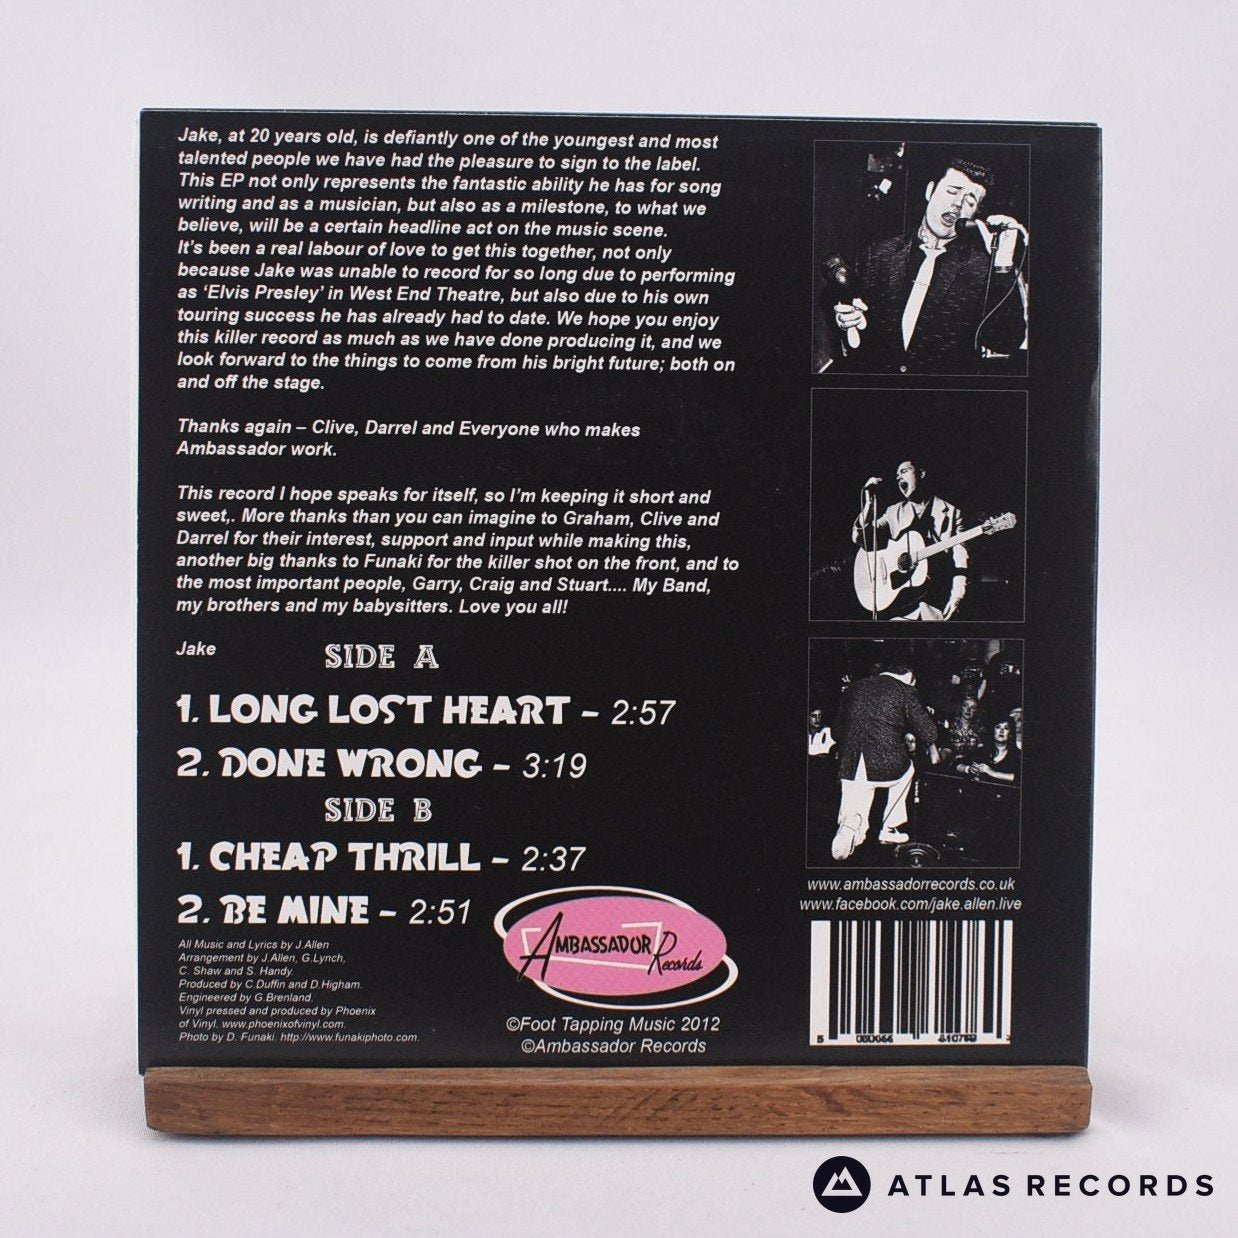 Jake, at 20 years old, is defiantly one of the youngest and most
talented people we have had the pleasure to sign to the label.
This EP not only represents the fantastic ability he has for song
writing and as a musician, but also as a milestone, to what we
believe, will be a certain headline act on the music scene.
It's been a real labour of love to get this together, not only
because Jake was unable to record for so long due to performing
as 'Elvis Presley' in West End Theatre, but also due to his own
touring success he has already had to date. We hope you enjoy
this killer record as much as we have done producing it, and we
look forward to the things to come from his bright future; both on
and off the stage.
Thanks again – Clive, Darrel and Everyone who makes
Ambassador work.
This record I hope speaks for itself, so I'm keeping it short and
sweet,. More thanks than you can imagine to Graham, Clive and
Darrel for their interest, support and input while making this,
another big thanks to Funaki for the killer shot on the front, and to
the most important people, Garry, Craig and Stuart.... My Band,
my brothers and my babysitters. Love you all!
Jake
SIDE A
1. LONG LOST HEART – 2:57
2. DONE WRONG – 3:19
SIDE B
1. CHEAP THRILL – 2:37
2. BE MINE – 2:51
All Music and Lyrics by J.Allen
Arrangement by J.Allen, G.Lynch,
C. Shaw and S. Handy.
Produced by C.Duffin and D.Higham.
Engineered by G.Brenland.
Vinyl pressed and produced by Phoenix
of Vinyl. www.phoenixofvinyl.com.
Photo by D. Funaki. http://www.funakiphoto.com.
AMBASSADOR Records
©Foot Tapping Music 2012
©Ambassador Records
www.ambassadorrecords.co.uk
www.facebook.com/jake.allen.live
ATLAS RECORDS